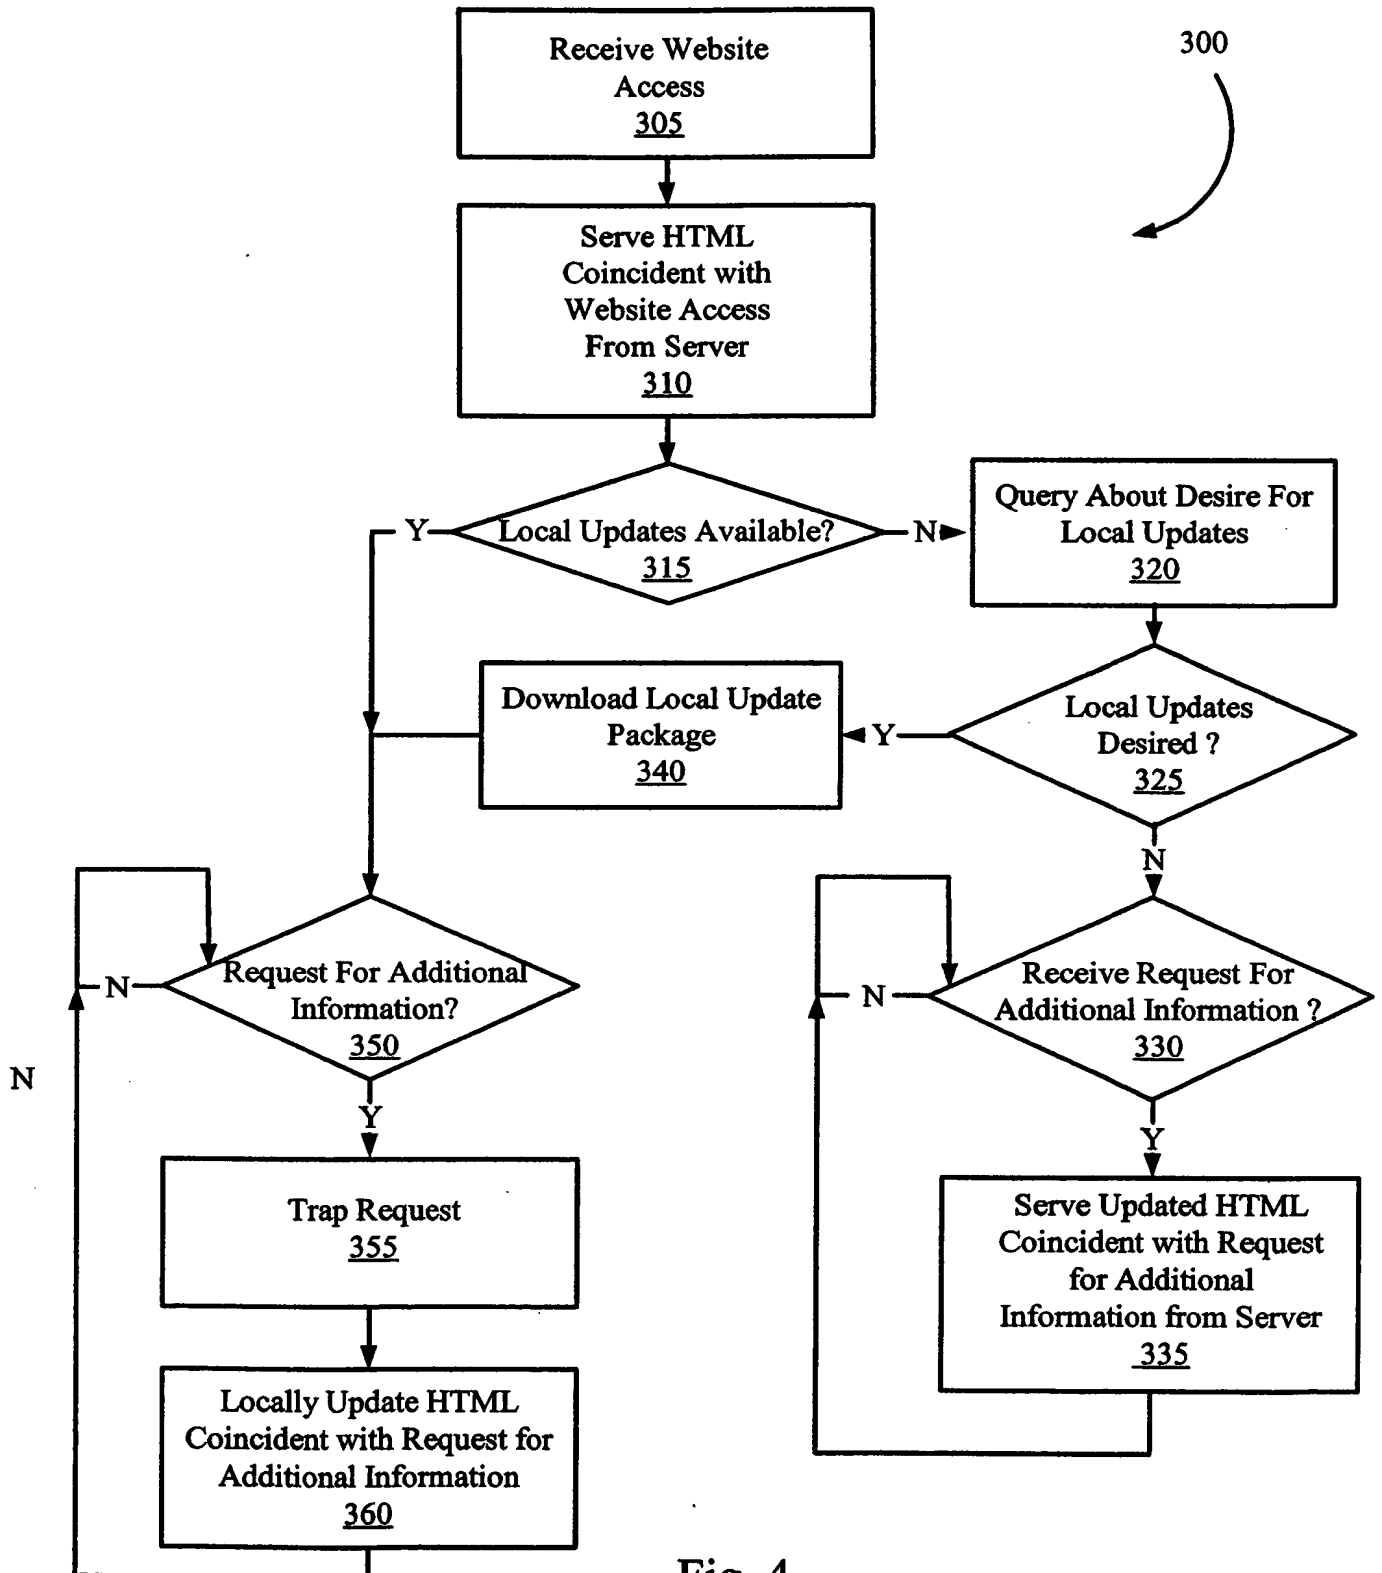 300
Receive Website
Access
305
Serve HTML
Coincident with
Website Access
From Server
310
Local Updates Available?
315
Y
N
Query About Desire For
Local Updates
320
Local Updates
Desired ?
325
Y
N
Download Local Update
Package
340
Request For Additional
Information?
350
N
Y
N
Receive Request For
Additional Information ?
330
N
Y
Trap Request
355
Serve Updated HTML
Coincident with Request
for Additional
Information from Server
335
Locally Update HTML
Coincident with Request for
Additional Information
360
Fig. 4